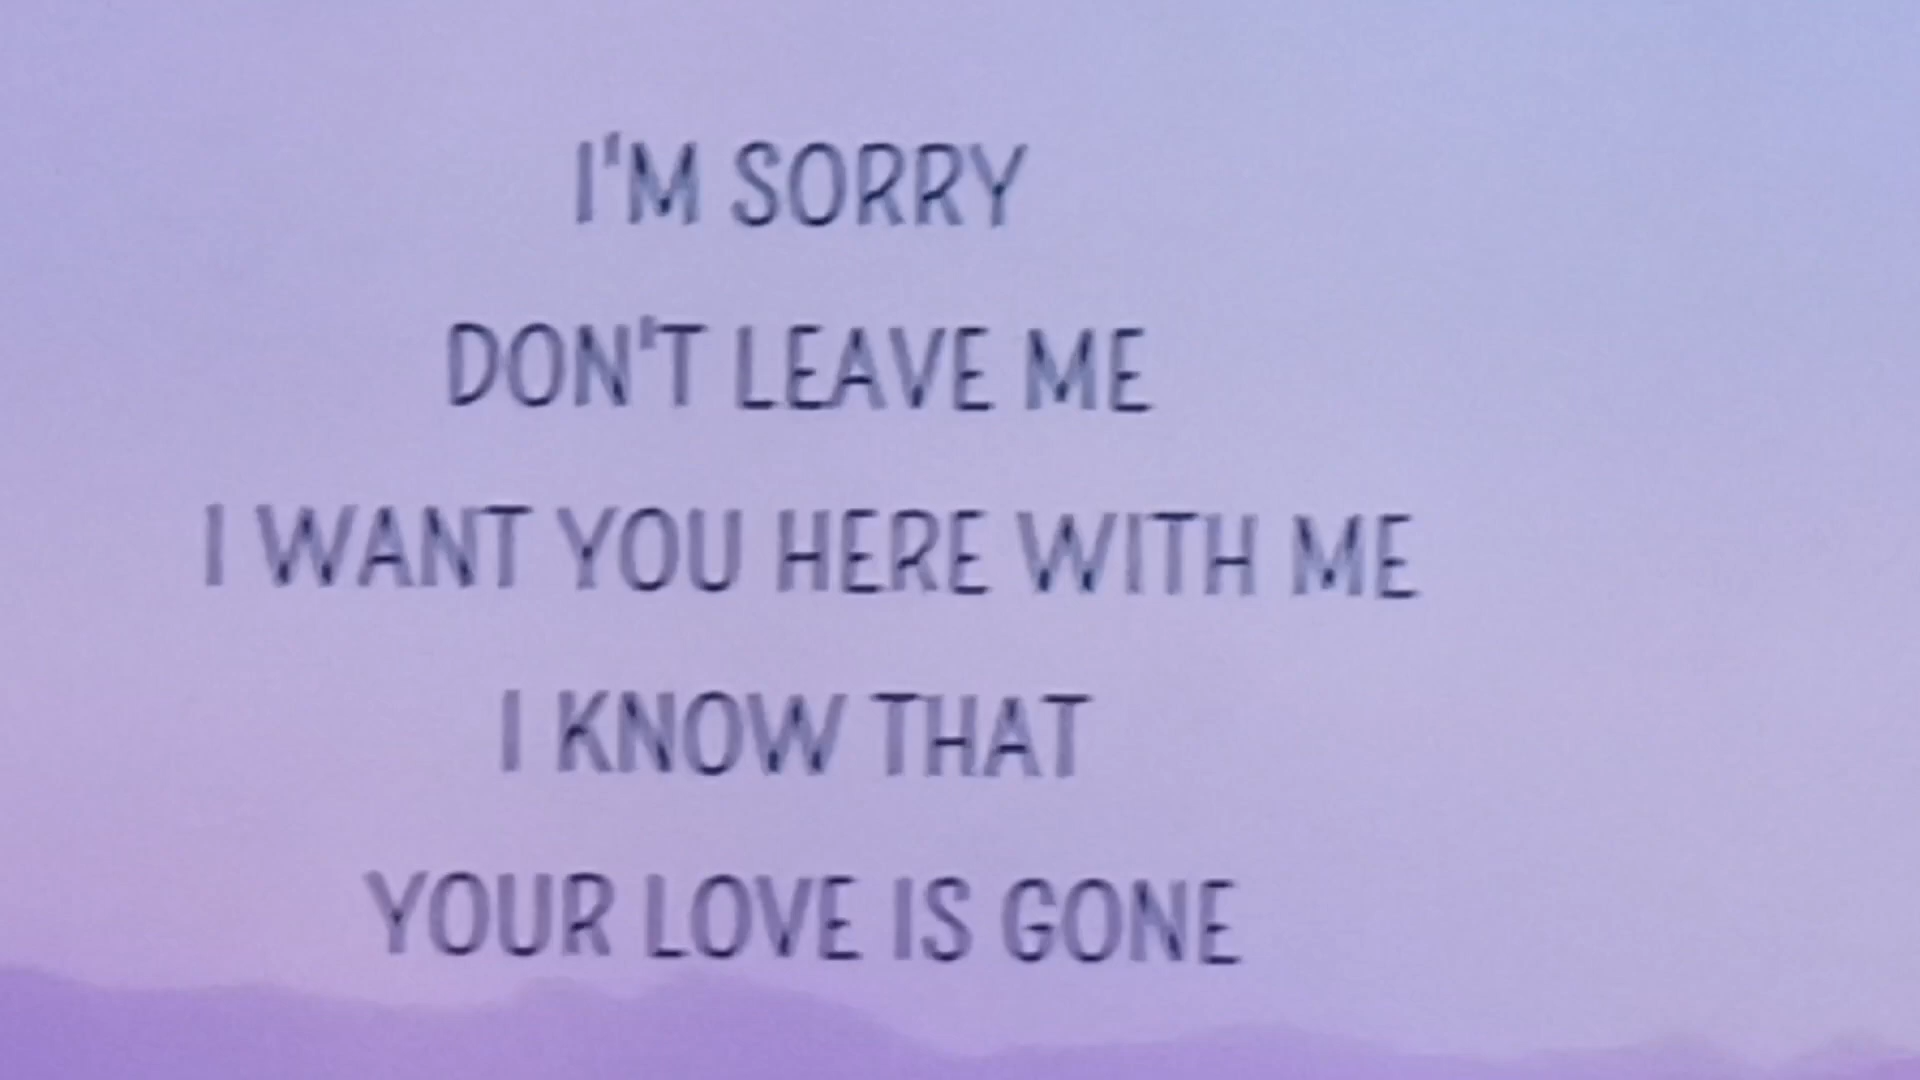 I'M SORRY
DON'T LEAVE ME
I WANT YOU HERE WITH ME
I KNOW THAT
YOUR LOVE IS GONE